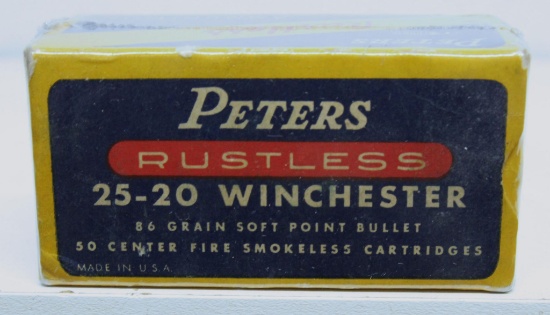 PETERS
RUSTLESS
25-20 WINCHESTER
86 GRAIN SOFT POINT BULLET
50 CENTER FIRE SMOKELESS CARTRIDGES
MADE IN U.S.A.